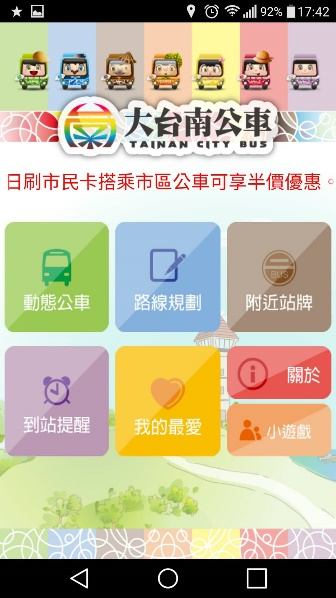 92% 17:42
大台南公車
TAINAN CITY BUS
日刷市民卡搭乘市區公車可享半價優惠。
動態公車
路線規劃
BUS
附近站牌
到站提醒
我的最愛
關於
小遊戲